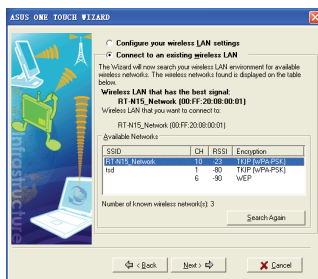 ASUS ONE TOUCH WIZARD
Configure your wireless LAN settings
Connect to an existing wireless LAN
The Wizard will now search your wireless LAN environment for available
wireless networks. The wireless networks found is displayed on the table
below.
Wireless LAN that has the best signal:
RT-N15_Network (00:FF:20:08:00:01)
Wireless LAN that you want to connect to:
RT-N15_Network (00:FF:20:08:00:01)
Available Networks
SSID CH RSSI Encryption
RT-N15_Network 10 -23 TKIP (WPA-PSK)
tsd 1 -80 TKIP (WPA-PSK)
6 -90 WEP
Number of known wireless network(s): 3
Search Again
Infrastructure
< Back
Next >
Cancel